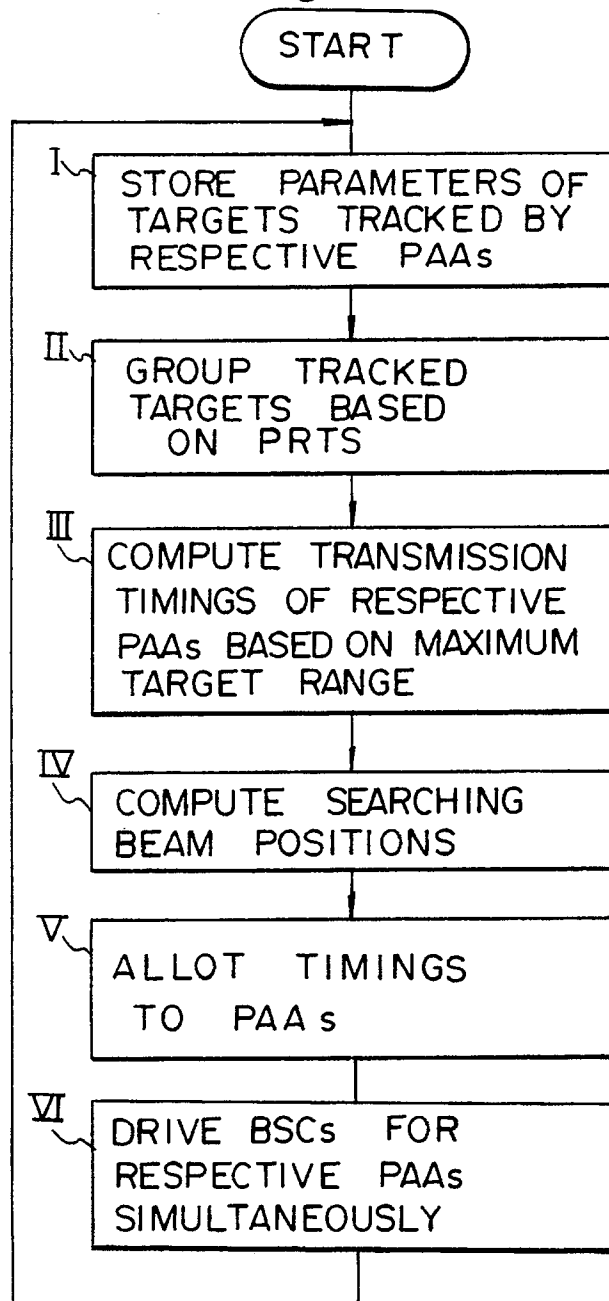 START
I
STORE PARAMETERS OF
TARGETS TRACKED BY
RESPECTIVE PAAs
II
GROUP TRACKED
TARGETS BASED
ON PRTS
III
COMPUTE TRANSMISSION
TIMINGS OF RESPECTIVE
PAAs BASED ON MAXIMUM
TARGET RANGE
IV
COMPUTE SEARCHING
BEAM POSITIONS
V
ALLOT TIMINGS
TO PAAs
VI
DRIVE BSCs FOR
RESPECTIVE PAAs
SIMULTANEOUSLY